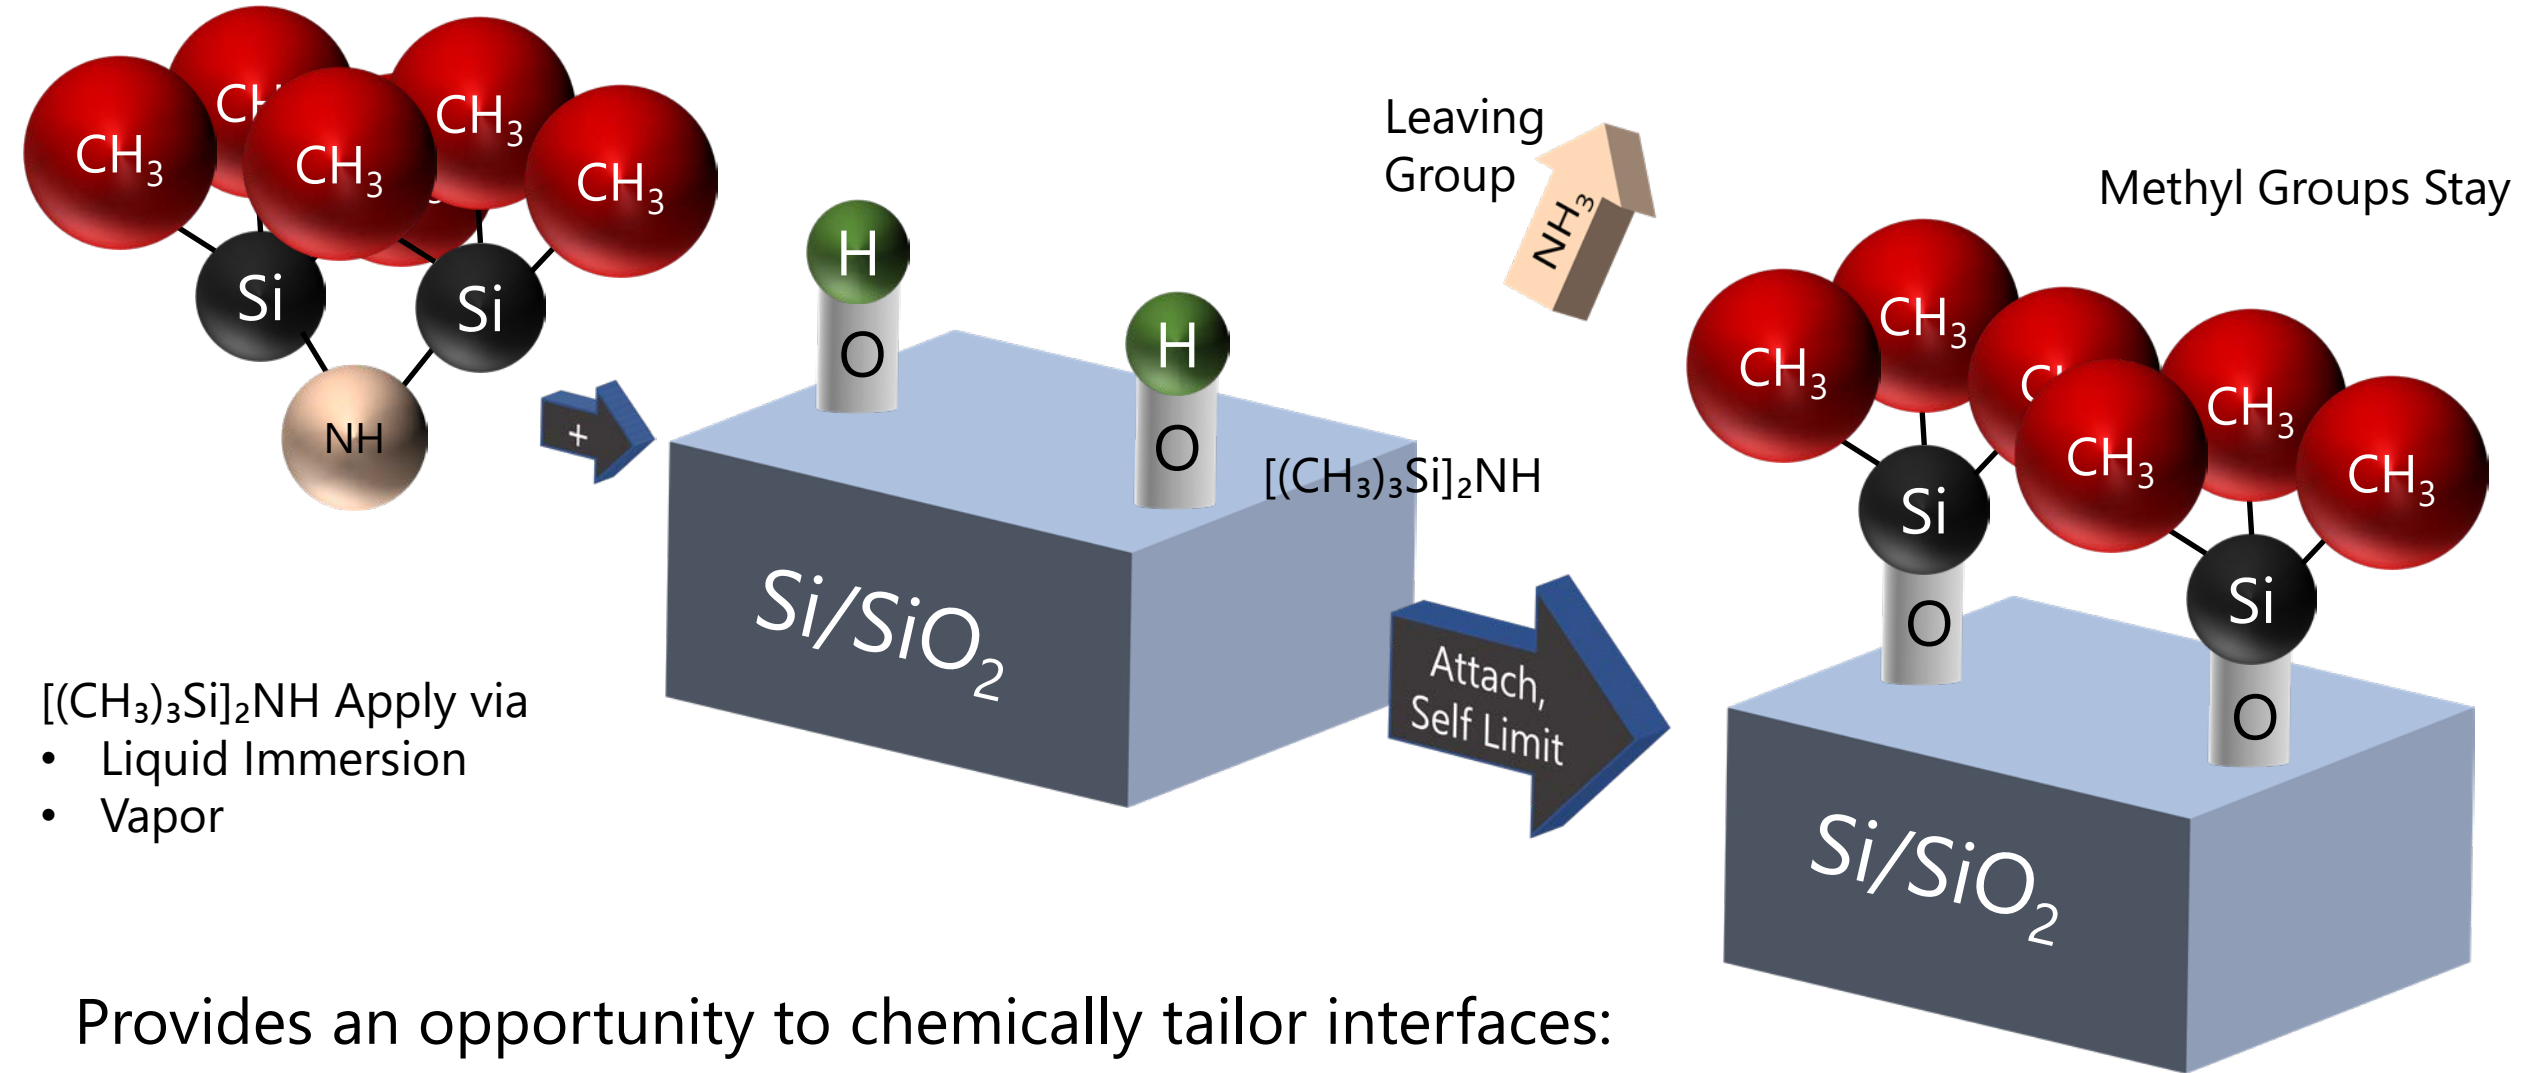 CH₃
CH₃
CH₃
CH₃
Si
Si
NH
+
H
O
H
O
[(CH₃)₃Si]₂NH
Si/SiO₂
[(CH₃)₃Si]₂NH Apply via
• Liquid Immersion
• Vapor
Leaving
Group
NH₃
Attach,
Self Limit
Methyl Groups Stay
CH₃
CH₃
CH₃
CH₃
CH₃
Si
Si
O
O
Si/SiO₂
Provides an opportunity to chemically tailor interfaces: